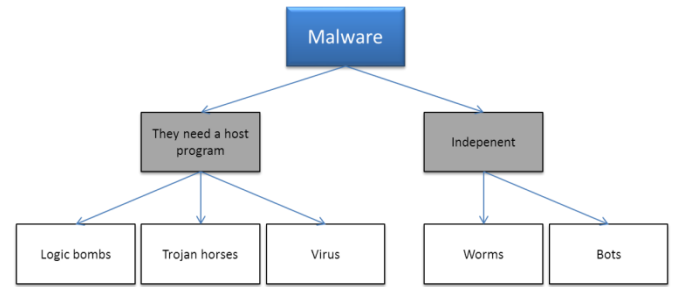 Malware
They need a host
program
Indepenent
Logic bombs
Trojan horses
Virus
Worms
Bots